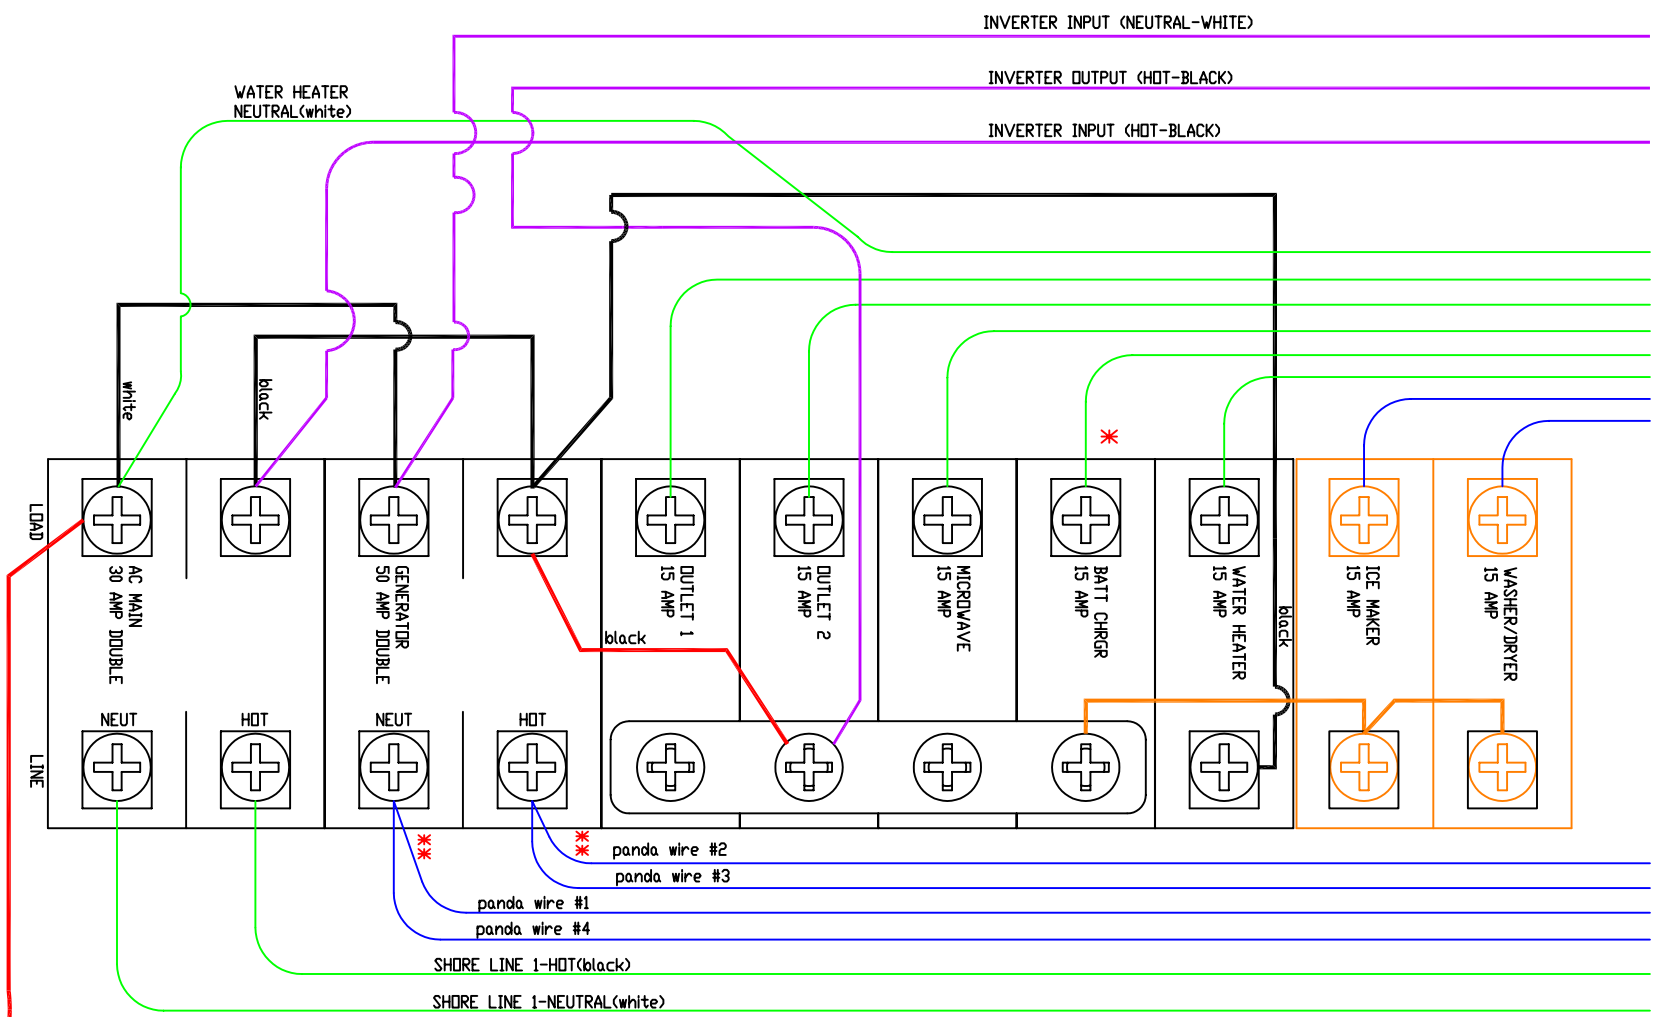 INVERTER INPUT (NEUTRAL-WHITE)
INVERTER OUTPUT (HOT-BLACK)
WATER HEATER
NEUTRAL(white)
INVERTER INPUT (HOT-BLACK)
white
black
LOAD
AC MAIN
30 AMP DOUBLE
GENERATOR
50 AMP DOUBLE
OUTLET 1
15 AMP
OUTLET 2
15 AMP
MICROWAVE
15 AMP
BATT CHRGR
15 AMP
WATER HEATER
15 AMP
black
ICE MAKER
15 AMP
WASHER/DRYER
15 AMP
black
NEUT
HOT
NEUT
HOT
LINE
panda wire #2
panda wire #3
panda wire #1
panda wire #4
SHORE LINE 1-HOT(black)
SHORE LINE 1-NEUTRAL(white)